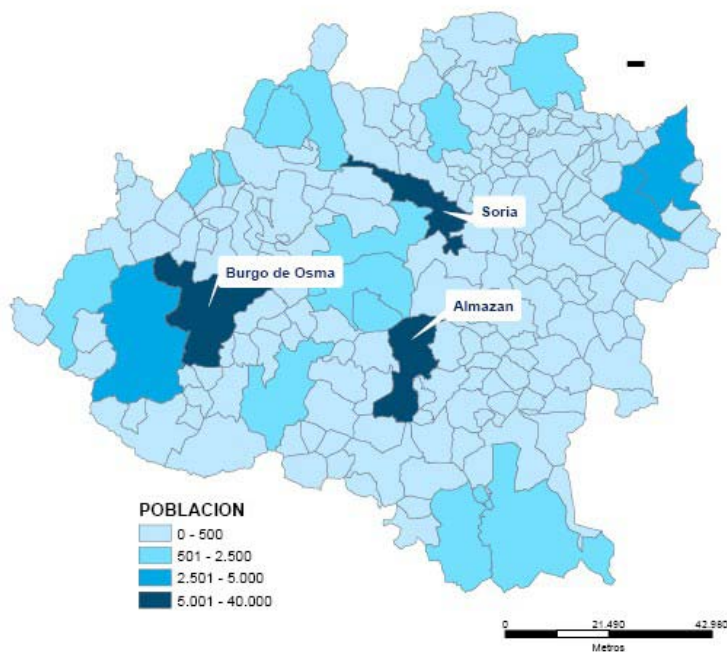 Soria
Burgo de Osma
Almazan
POBLACION
0 - 500
501 - 2.500
2.501 - 5.000
5.001 - 40.000
0 21.490 42.980
Metros